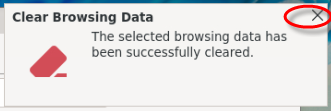 Clear Browsing Data
The selected browsing data has
been successfully cleared.